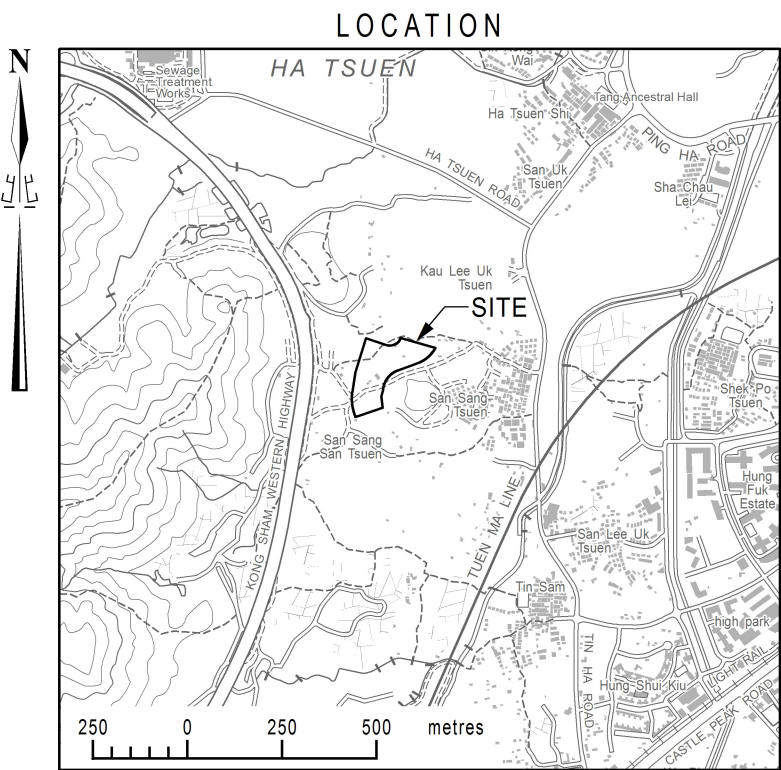 LOCATION
N
Sewage
Treatment
Works
HA TSUEN
Wai
Tang Ancestral Hall
Ha Tsuen Shi
PING HA ROAD
HA TSUEN ROAD
San Uk
Tsuen
Sha Chau
Lei
Kau Lee Uk
Tsuen
SITE
KONG SHAM WESTERN HIGHWAY
San Sang
Tsuen
Shek Po
Tsuen
San Sang
San Tsuen
TUEN MA LINE
Hung
Fuk
Estate
San Lee Uk
Tsuen
Tin Sam
high park
TIN HA ROAD
Hung Shui Kiu
LIGHT RAIL
CASTLE PEAK ROAD
250 0 250 500 metres